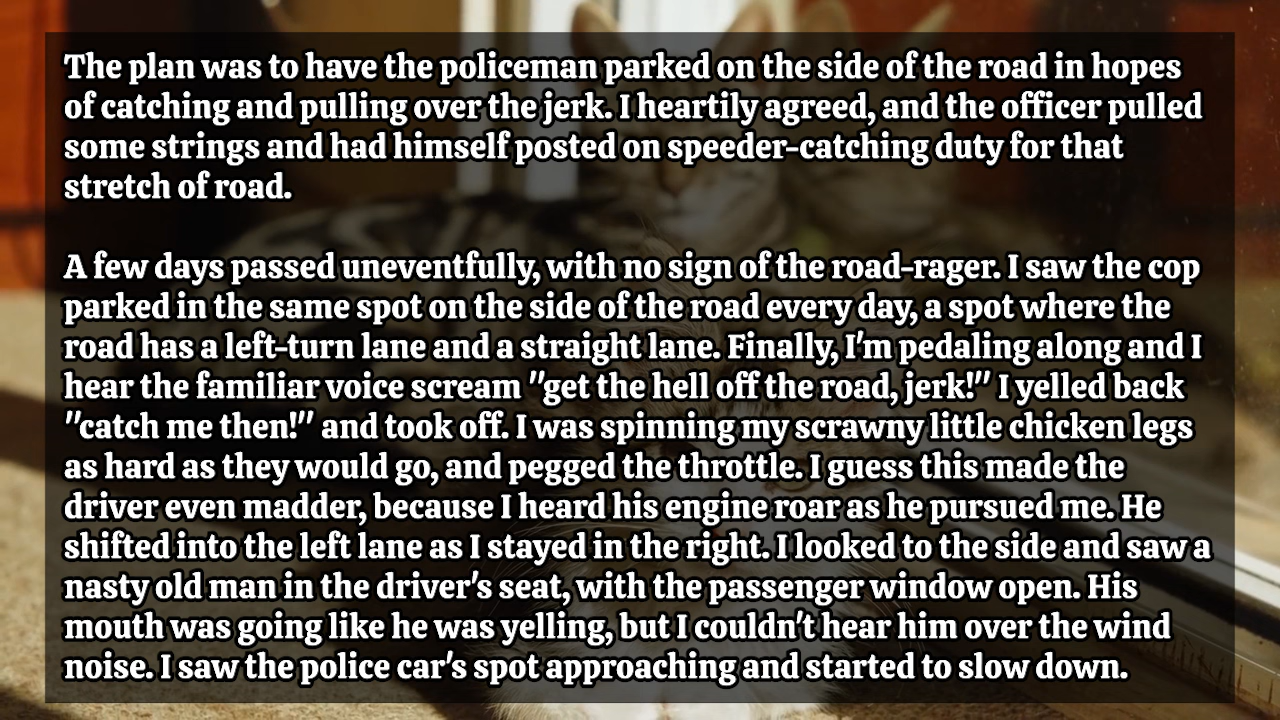 The plan was to have the policeman parked on the side of the road in hopes
of catching and pulling over the jerk. I heartily agreed, and the officer pulled
some strings and had himself posted on speeder-catching duty for that
stretch of road.
A few days passed uneventfully, with no sign of the road-rager. I saw the cop
parked in the same spot on the side of the road every day, a spot where the
road has a left-turn lane and a straight lane. Finally, I'm pedaling along and I
hear the familiar voice scream "get the hell off the road, jerk!" I yelled back
"catch me then!" and took off. I was spinning my scrawny little chicken legs
as hard as they would go, and pegged the throttle. I guess this made the
driver even madder, because I heard his engine roar as he pursued me. He
shifted into the left lane as I stayed in the right. I looked to the side and saw a
nasty old man in the driver's seat, with the passenger window open. His
mouth was going like he was yelling, but I couldn't hear him over the wind
noise. I saw the police car's spot approaching and started to slow down.